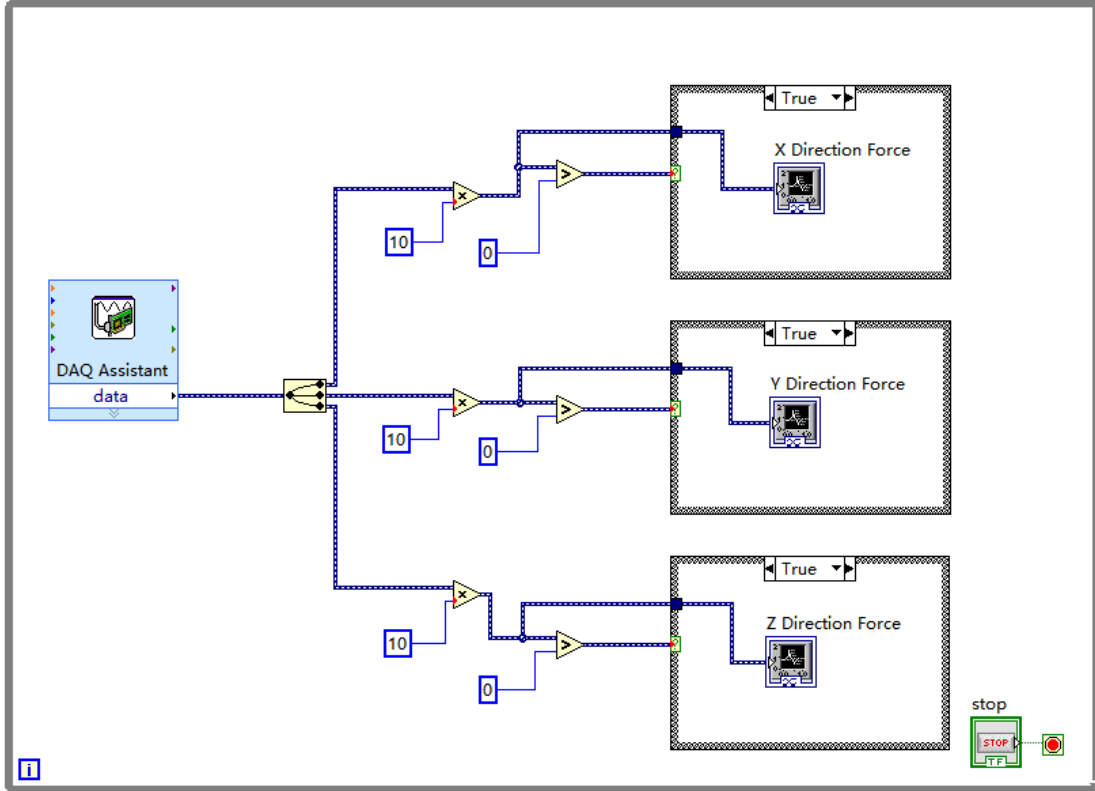 True
X Direction Force
10
0
DAQ Assistant
data
True
Y Direction Force
10
0
True
Z Direction Force
10
0
stop
STOP
TF
i